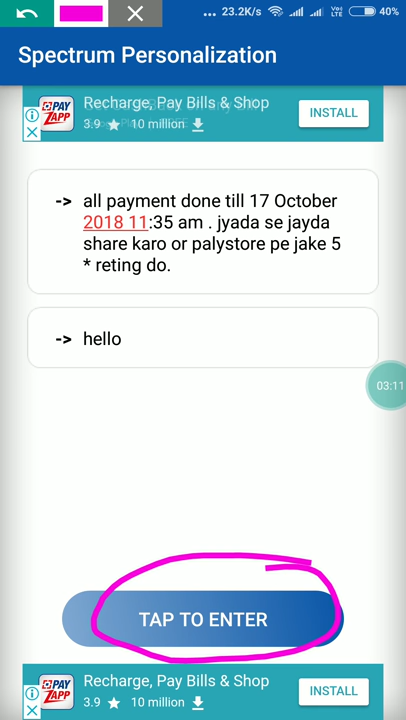 ... 23.2K/s Vo LTE 40%
Spectrum Personalization
PAY ZAPP
Recharge, Pay Bills & Shop
3.9 ★ 10 million
INSTALL
-> all payment done till 17 October
2018 11:35 am . jyada se jayda
share karo or palystore pe jake 5
* reting do.
-> hello
03:11
TAP TO ENTER
PAY ZAPP
Recharge, Pay Bills & Shop
3.9 ★ 10 million
INSTALL